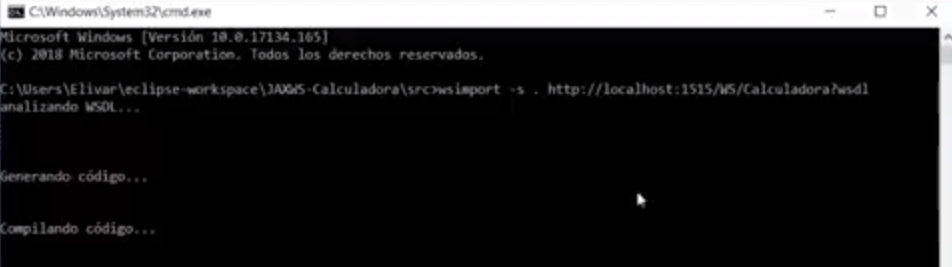 C:\Windows\System32\cmd.exe
Microsoft Windows [Versión 10.0.17134.165]
(c) 2018 Microsoft Corporation. Todos los derechos reservados.
C:\Users\Elivar\eclipse-workspace\JAXWS-Calculadora\src>wsimport -s . http://localhost:1515/WS/Calculadora?wsdl
analizando WSDL...
Generando código...
Compilando código...